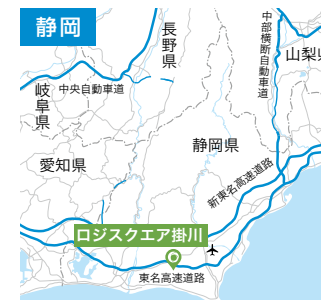 静岡
長野県
中部横断自動車道
山梨県
中央自動車道
岐阜県
静岡県
愛知県
新東名高速道路
ロジスクエア掛川
東名高速道路